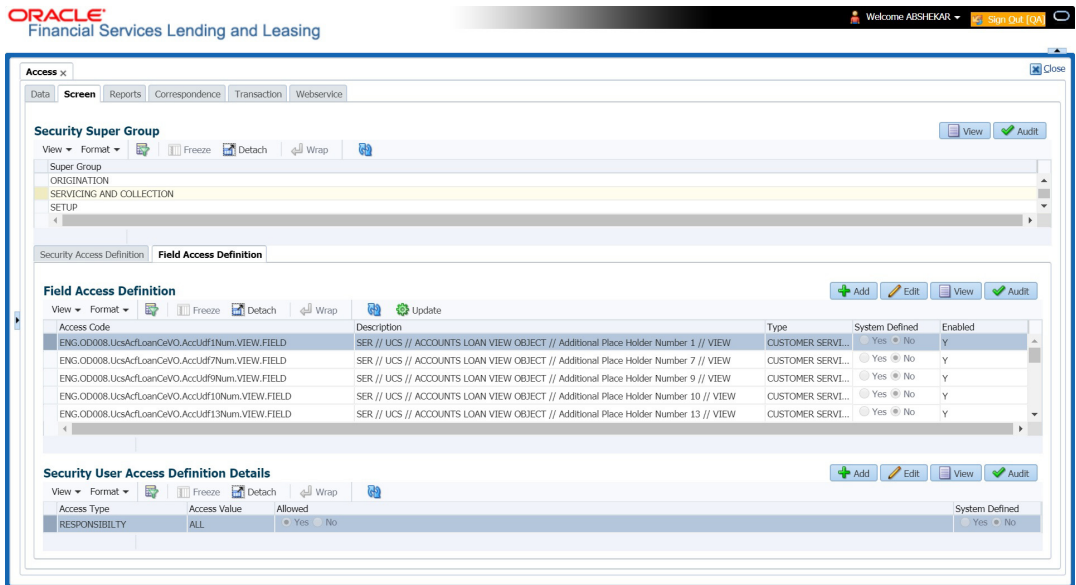 ORACLE'
Financial Services Lending and Leasing
Welcome ABSHEKAR
Sign Out [QA]
Access x
Close
Data Screen Reports Correspondence Transaction Webservice
Security Super Group
View Audit
View Format Freeze Detach Wrap
Super Group
ORIGINATION
SERVICING AND COLLECTION
SETUP
Security Access Definition Field Access Definition
Field Access Definition
Add Edit View Audit
View Format Freeze Detach Wrap Update
Access Code Description Type System Defined Enabled
ENG.OD008.UcsAcfLoanCeVO.AccUdf1Num.VIEW.FIELD SER // UCS // ACCOUNTS LOAN VIEW OBJECT // Additional Place Holder Number 1 // VIEW CUSTOMER SERVI... Yes No Y
ENG.OD008.UcsAcfLoanCeVO.AccUdf7Num.VIEW.FIELD SER // UCS // ACCOUNTS LOAN VIEW OBJECT // Additional Place Holder Number 7 // VIEW CUSTOMER SERVI... Yes No Y
ENG.OD008.UcsAcfLoanCeVO.AccUdf9Num.VIEW.FIELD SER // UCS // ACCOUNTS LOAN VIEW OBJECT // Additional Place Holder Number 9 // VIEW CUSTOMER SERVI... Yes No Y
ENG.OD008.UcsAcfLoanCeVO.AccUdf10Num.VIEW.FIELD SER // UCS // ACCOUNTS LOAN VIEW OBJECT // Additional Place Holder Number 10 // VIEW CUSTOMER SERVI... Yes No Y
ENG.OD008.UcsAcfLoanCeVO.AccUdf13Num.VIEW.FIELD SER // UCS // ACCOUNTS LOAN VIEW OBJECT // Additional Place Holder Number 13 // VIEW CUSTOMER SERVI... Yes No Y
Security User Access Definition Details
Add Edit View Audit
View Format Freeze Detach Wrap
Access Type Access Value Allowed System Defined
RESPONSIBILTY ALL Yes No Yes No